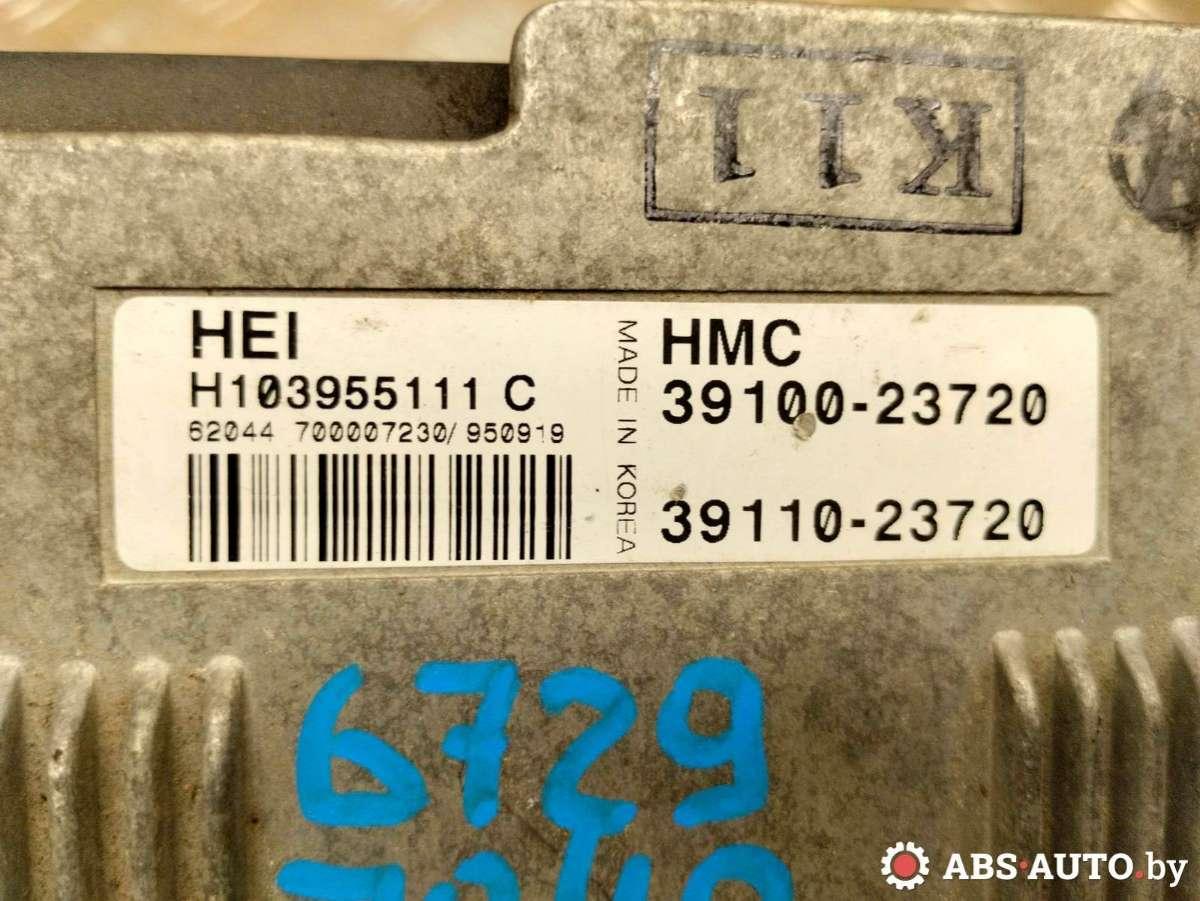 K11
HEI
H103955111 C
62044 700007230/950919
MADE IN KOREA
HMC
39100-23720
39110-23720
6729
ABS·AUTO.by